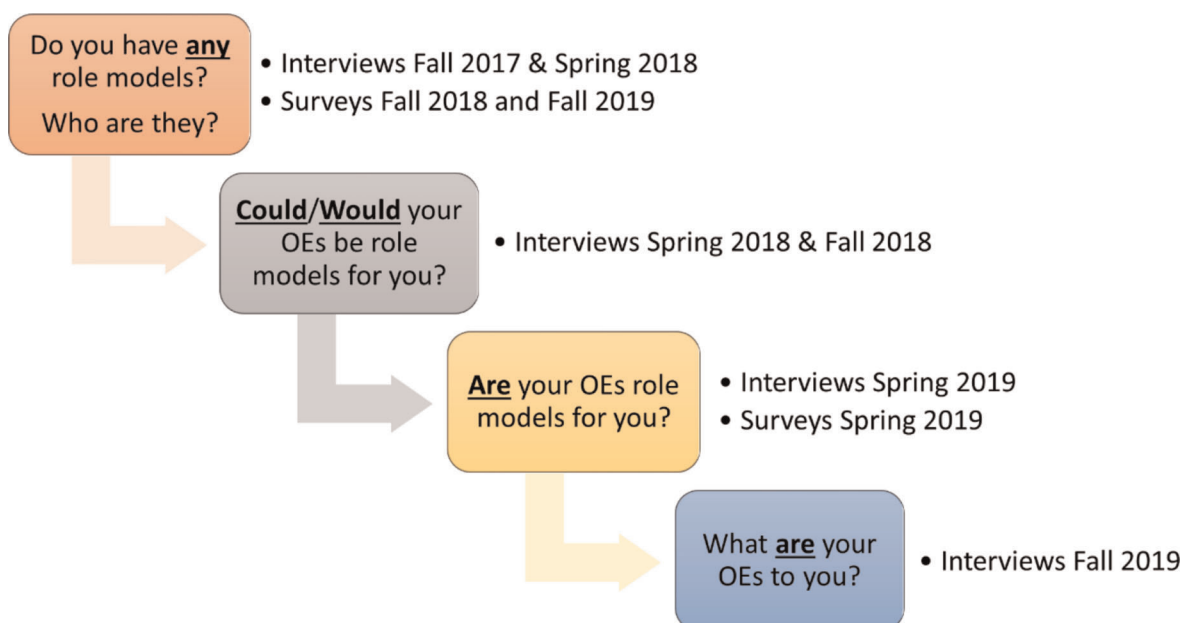 Do you have any
role models?
Who are they?
• Interviews Fall 2017 & Spring 2018
• Surveys Fall 2018 and Fall 2019
Could/Would your
OEs be role
models for you?
• Interviews Spring 2018 & Fall 2018
Are your OEs role
models for you?
• Interviews Spring 2019
• Surveys Spring 2019
What are your
OEs to you?
• Interviews Fall 2019